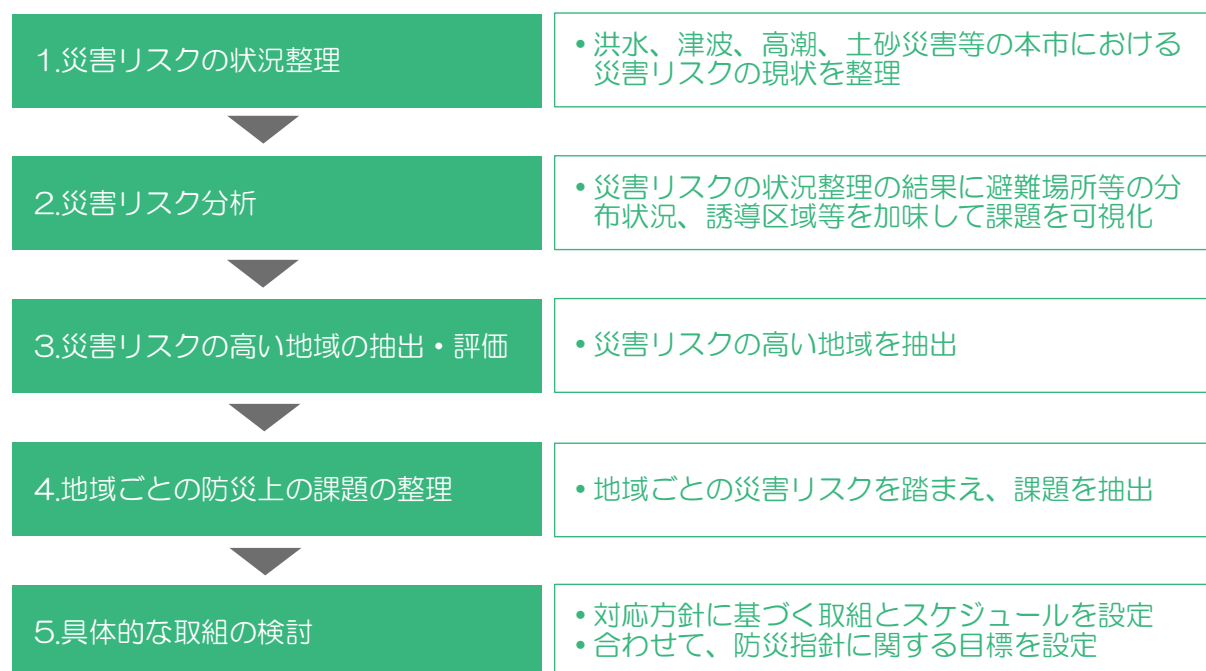 1.災害リスクの状況整理
•洪水、津波、高潮、土砂災害等の本市における
災害リスクの現状を整理
2.災害リスク分析
•災害リスクの状況整理の結果に避難場所等の分
布状況、誘導区域等を加味して課題を可視化
3.災害リスクの高い地域の抽出・評価
•災害リスクの高い地域を抽出
4.地域ごとの防災上の課題の整理
•地域ごとの災害リスクを踏まえ、課題を抽出
5.具体的な取組の検討
•対応方針に基づく取組とスケジュールを設定
•合わせて、防災指針に関する目標を設定